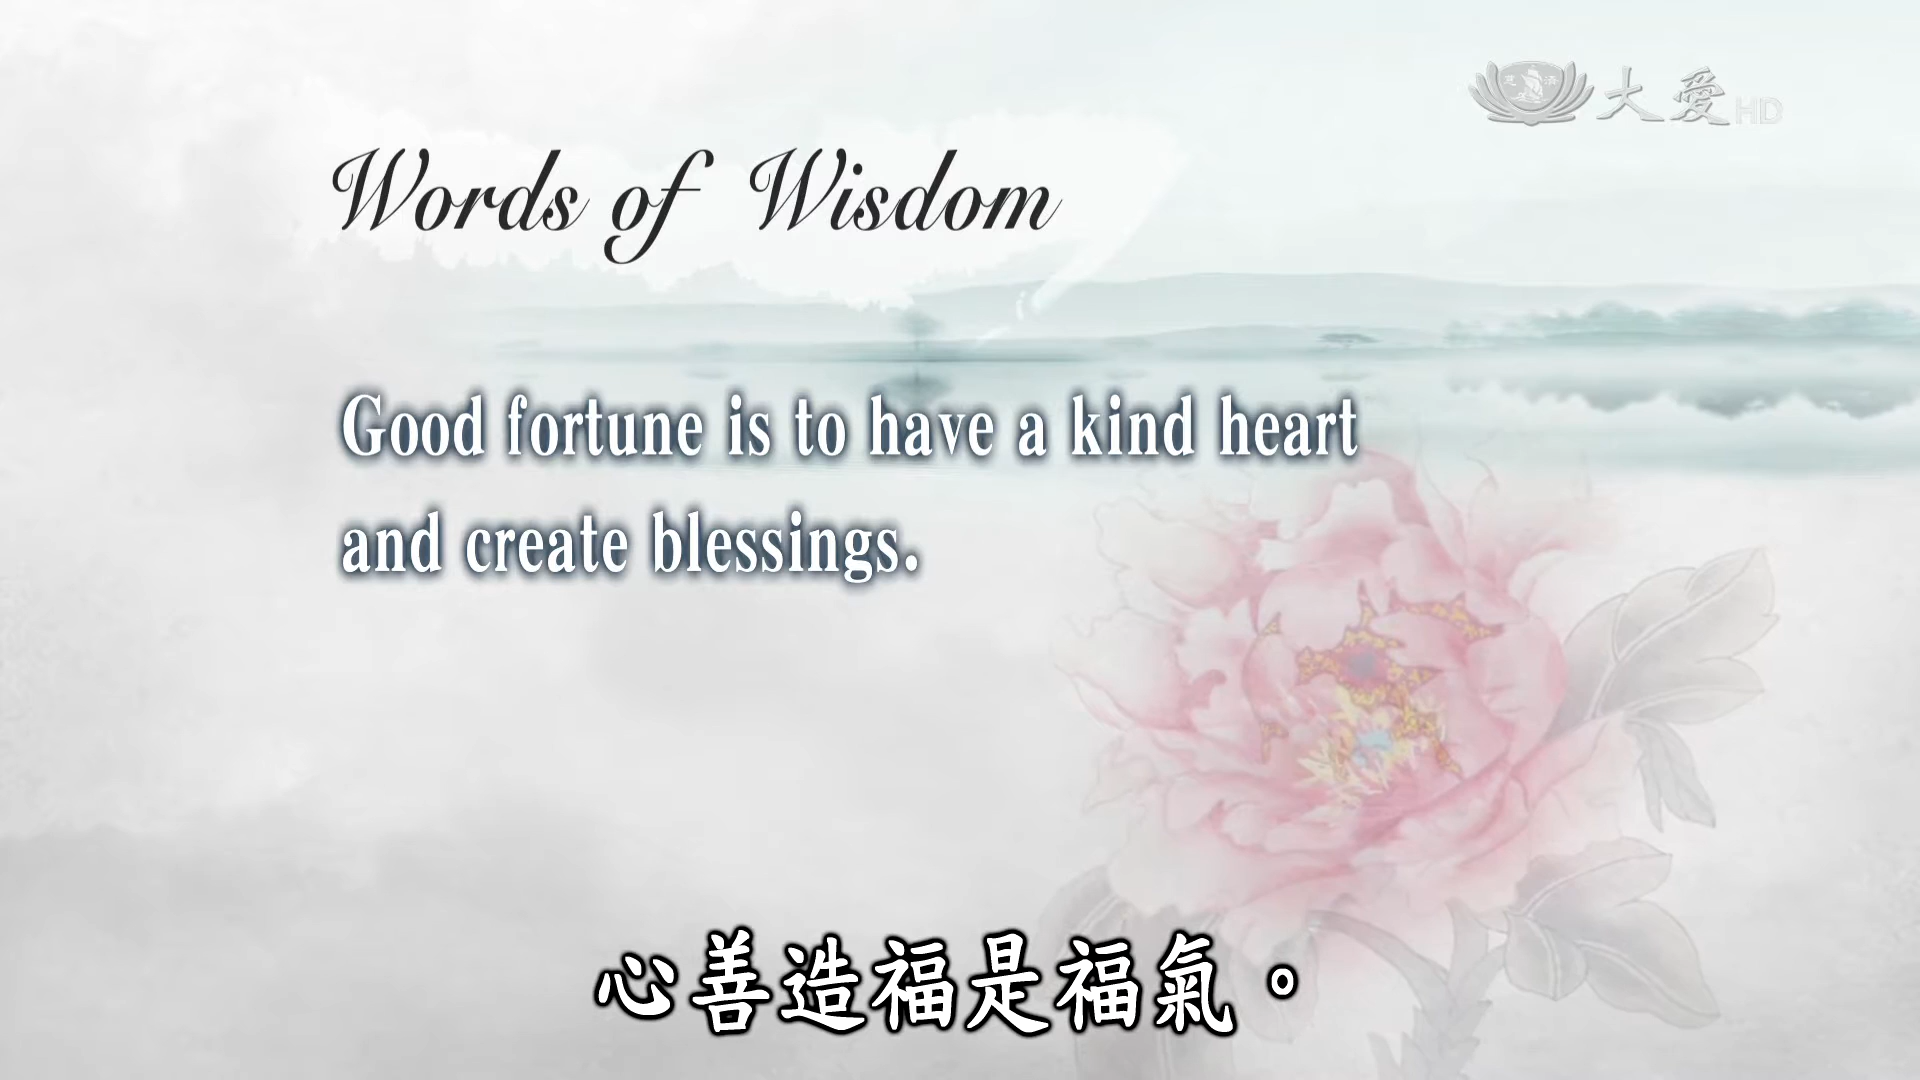 大愛HD
Words of Wisdom
Good fortune is to have a kind heart
and create blessings.
心善造福是福氣。